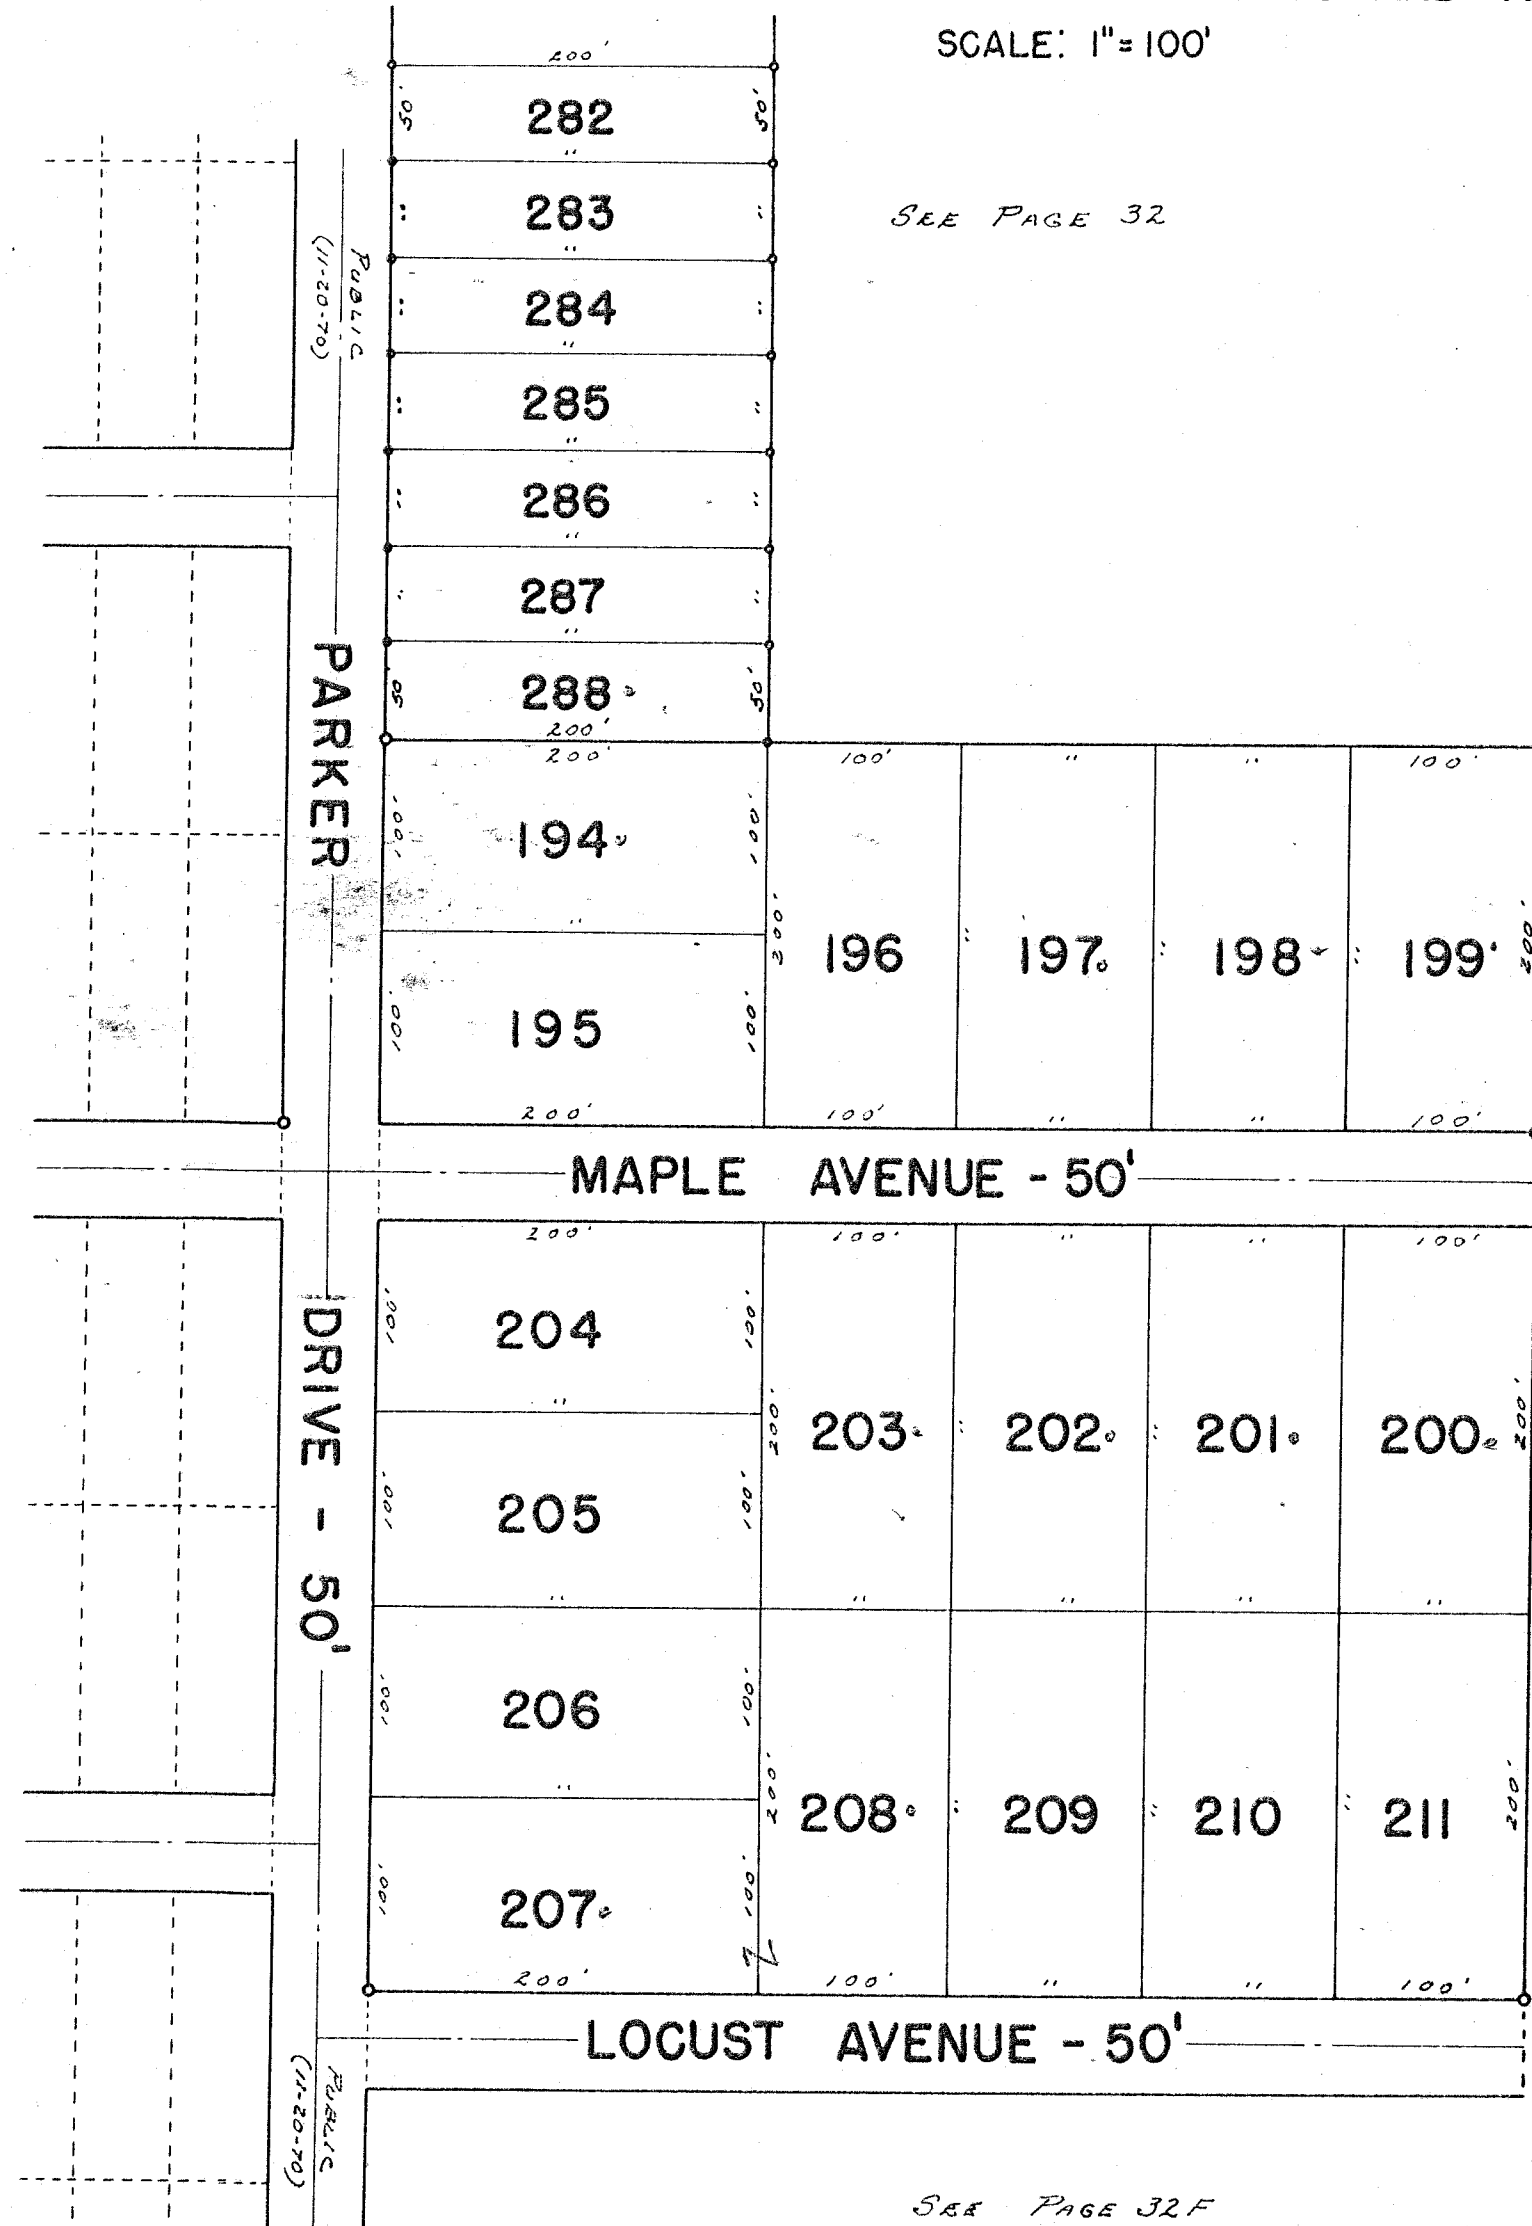 SCALE: 1"=100'
200'
50' 282 50'
"
" 283 "
"
" 284 "
"
" 285 "
"
" 286 "
"
" 287 "
"
50' 288 50'
200'
SEE PAGE 32
PUBLIC
(11-20-70)
PARKER DRIVE - 50'
200' 100' " " 100'
100' 194 100'
"
200' 196 " 197 " 198 " 199 200'
100' 195 100'
200' 100' " " 100'
MAPLE AVENUE - 50'
200' 100' " " 100'
100' 204 100'
"
200' 203 " 202 " 201 " 200 200'
100' 205 100'
" " " " "
100' 206 100'
"
200' 208 " 209 " 210 " 211 200'
100' 207 100'
200' 100' " " 100'
LOCUST AVENUE - 50'
PUBLIC
(11-20-70)
SEE PAGE 32F